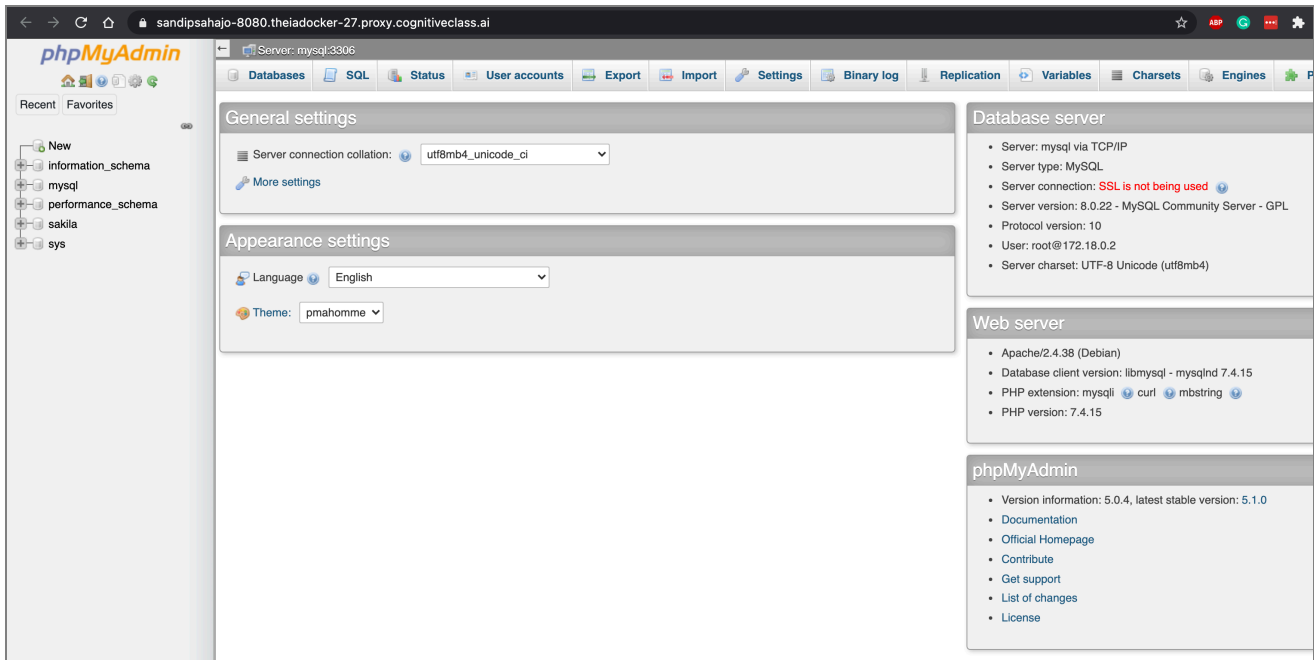 sandipsahajo-8080.theiadocker-27.proxy.cognitiveclass.ai
ABP
G
phpMyAdmin
Recent Favorites
New
information_schema
mysql
performance_schema
sakila
sys
Server: mysql:3306
Databases SQL Status User accounts Export Import Settings Binary log Replication Variables Charsets Engines P
General settings
Server connection collation: utf8mb4_unicode_ci
More settings
Appearance settings
Language English
Theme: pmahomme
Database server
Server: mysql via TCP/IP
Server type: MySQL
Server connection: SSL is not being used
Server version: 8.0.22 - MySQL Community Server - GPL
Protocol version: 10
User: root@172.18.0.2
Server charset: UTF-8 Unicode (utf8mb4)
Web server
Apache/2.4.38 (Debian)
Database client version: libmysql - mysqlnd 7.4.15
PHP extension: mysqli curl mbstring
PHP version: 7.4.15
phpMyAdmin
Version information: 5.0.4, latest stable version: 5.1.0
Documentation
Official Homepage
Contribute
Get support
List of changes
License